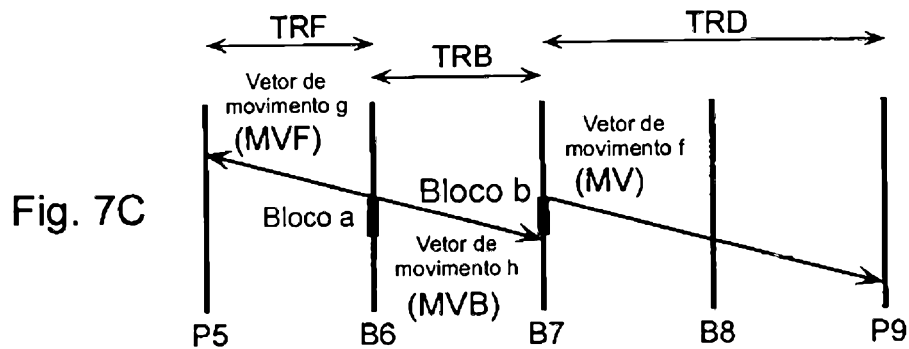 TRF
TRB
TRD
Vetor de
movimento g
(MVF)
Vetor de
movimento f
(MV)
Fig. 7C
Bloco a
Bloco b
Vetor de
movimento h
(MVB)
P5
B6
B7
B8
P9